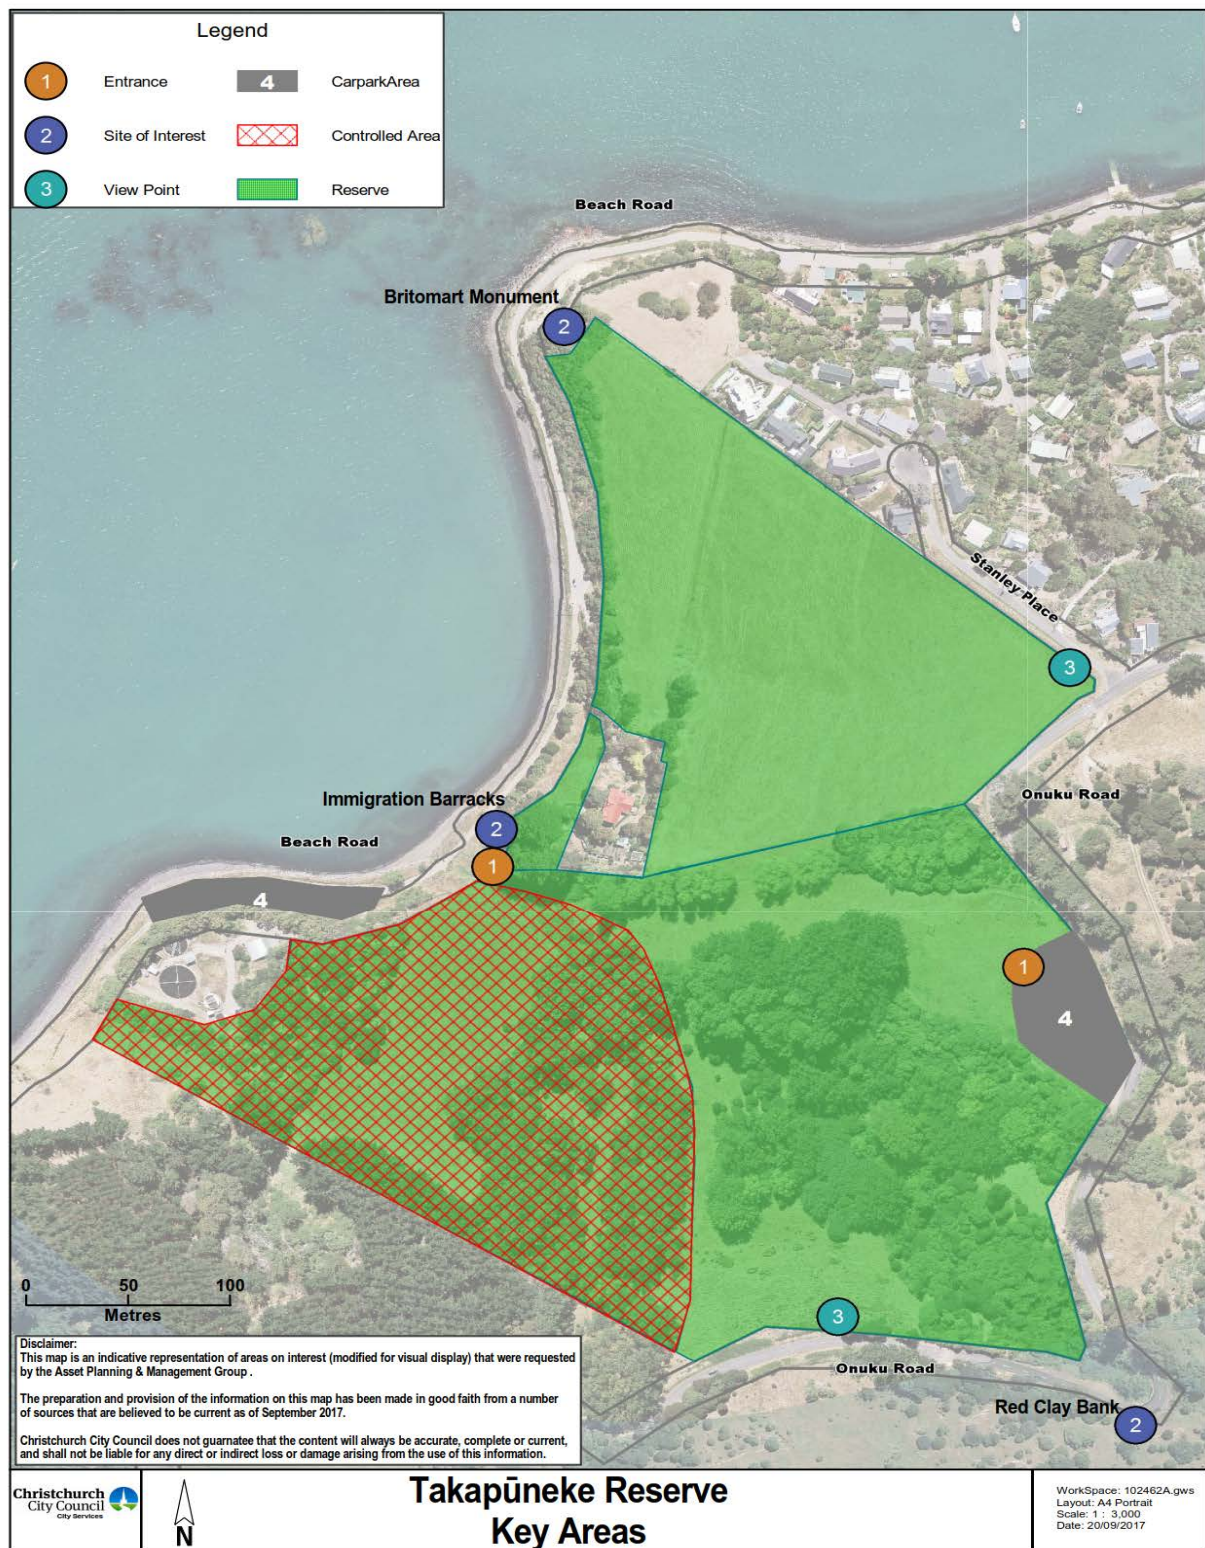 Legend
1 Entrance 4 CarparkArea
2 Site of Interest Controlled Area
3 View Point Reserve
Beach Road
Britomart Monument
2
Stanley Place
3
Onuku Road
Immigration Barracks
2
Beach Road
1
4
1
4
0 50 100
Metres
3
Onuku Road
Red Clay Bank
2
Disclaimer:
This map is an indicative representation of areas on interest (modified for visual display) that were requested
by the Asset Planning & Management Group .
The preparation and provision of the information on this map has been made in good faith from a number
of sources that are believed to be current as of September 2017.
Christchurch City Council does not guarnatee that the content will always be accurate, complete or current,
and shall not be liable for any direct or indirect loss or damage arising from the use of this information.
Christchurch
City Council
City Services
N
Takapūneke Reserve
Key Areas
WorkSpace: 102462A.gws
Layout: A4 Portrait
Scale: 1 : 3,000
Date: 20/09/2017